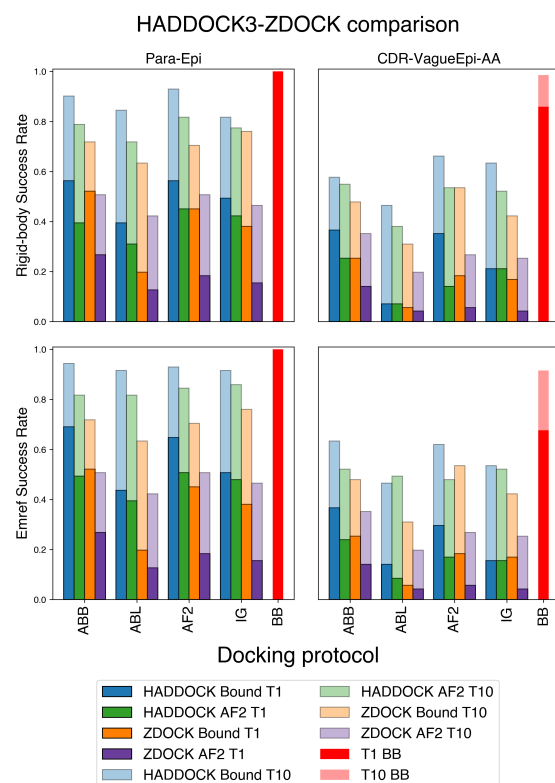 HADDOCK3-ZDOCK comparison
Para-Epi
CDR-VagueEpi-AA
Rigid-body Success Rate
1.0
0.8
0.6
0.4
0.2
0.0
Emref Success Rate
1.0
0.8
0.6
0.4
0.2
0.0
ABB
ABL
AF2
IG
BB
ABB
ABL
AF2
IG
BB
Docking protocol
HADDOCK Bound T1
HADDOCK AF2 T1
ZDOCK Bound T1
ZDOCK AF2 T1
HADDOCK Bound T10
HADDOCK AF2 T10
ZDOCK Bound T10
ZDOCK AF2 T10
T1 BB
T10 BB